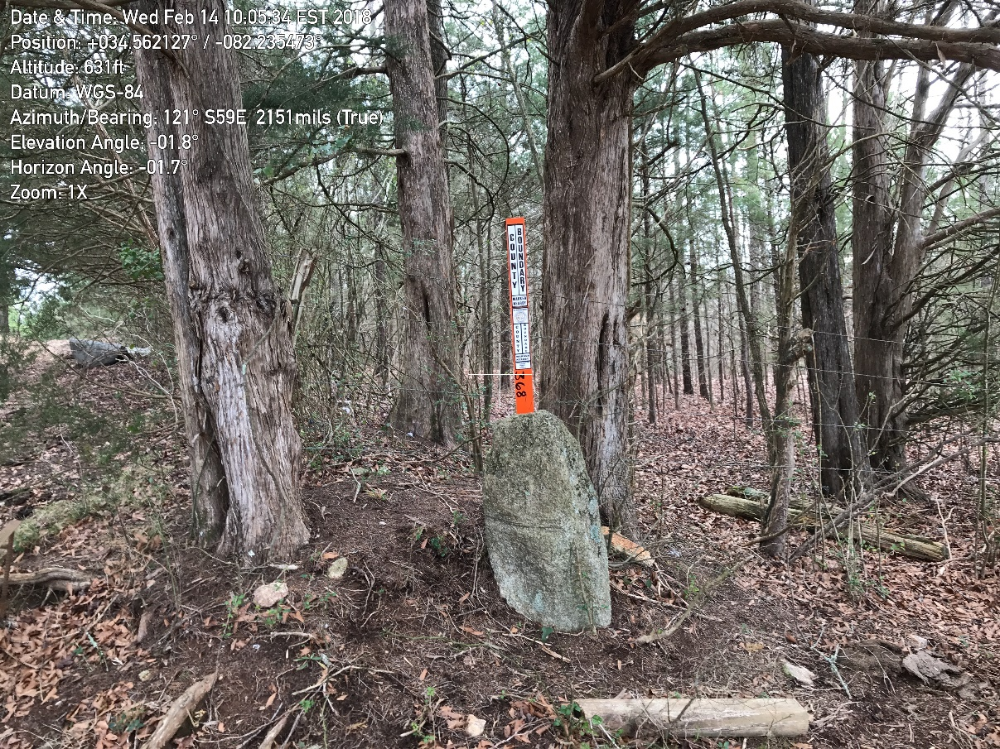 Date & Time: Wed Feb 14 10:05:34 EST 2018
Position: +034.562127° / -082.235473°
Altitude: 631ft
Datum: WGS-84
Azimuth/Bearing: 121° S59E 2151mils (True)
Elevation Angle: -01.8°
Horizon Angle: -01.7°
Zoom: 1X
COUNTY
BOUNDARY
COUNTY
BOUNDARY
568